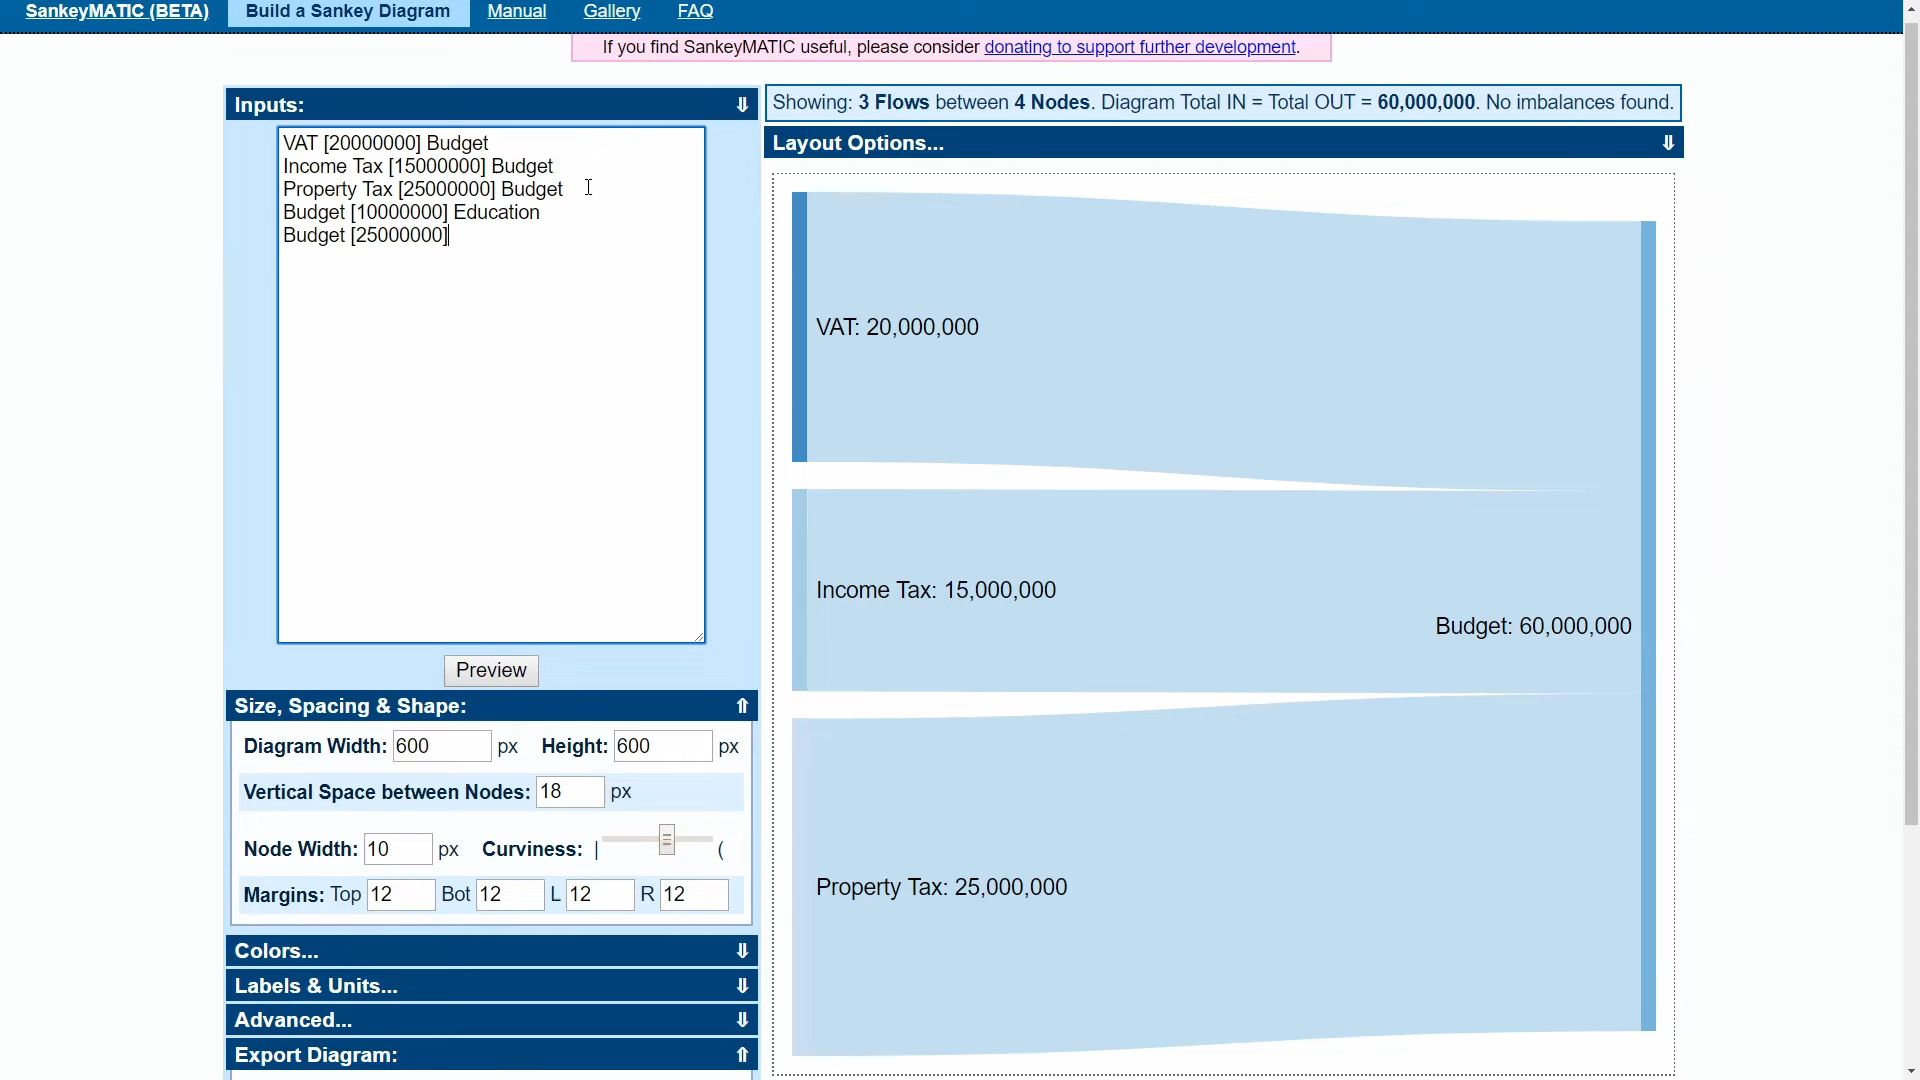 SankeyMATIC (BETA) Build a Sankey Diagram Manual Gallery FAQ
If you find SankeyMATIC useful, please consider donating to support further development.
Inputs:
VAT [20000000] Budget
Income Tax [15000000] Budget
Property Tax [25000000] Budget
Budget [10000000] Education
Budget [25000000]
Preview
Size, Spacing & Shape:
Diagram Width: 600 px Height: 600 px
Vertical Space between Nodes: 18 px
Node Width: 10 px Curviness: | (
Margins: Top 12 Bot 12 L 12 R 12
Colors...
Labels & Units...
Advanced...
Export Diagram:
Showing: 3 Flows between 4 Nodes. Diagram Total IN = Total OUT = 60,000,000. No imbalances found.
Layout Options...
VAT: 20,000,000
Income Tax: 15,000,000
Budget: 60,000,000
Property Tax: 25,000,000